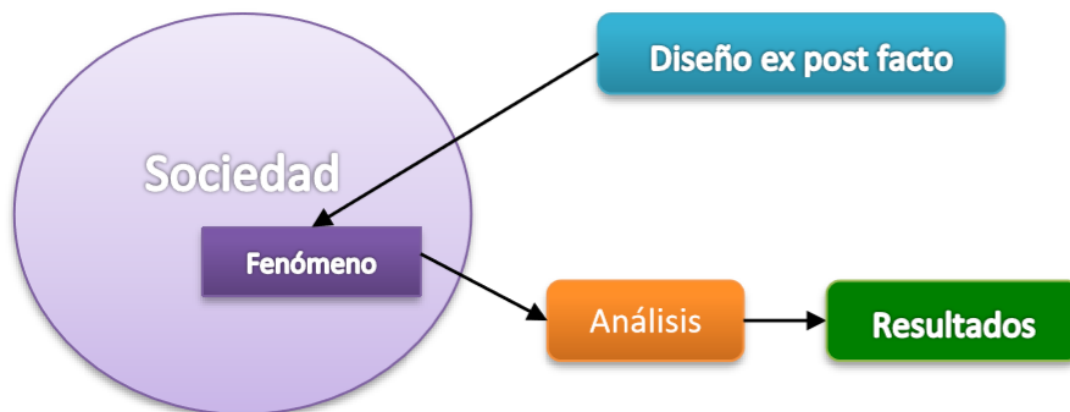 Diseño ex post facto
Sociedad
Fenómeno
Análisis
Resultados